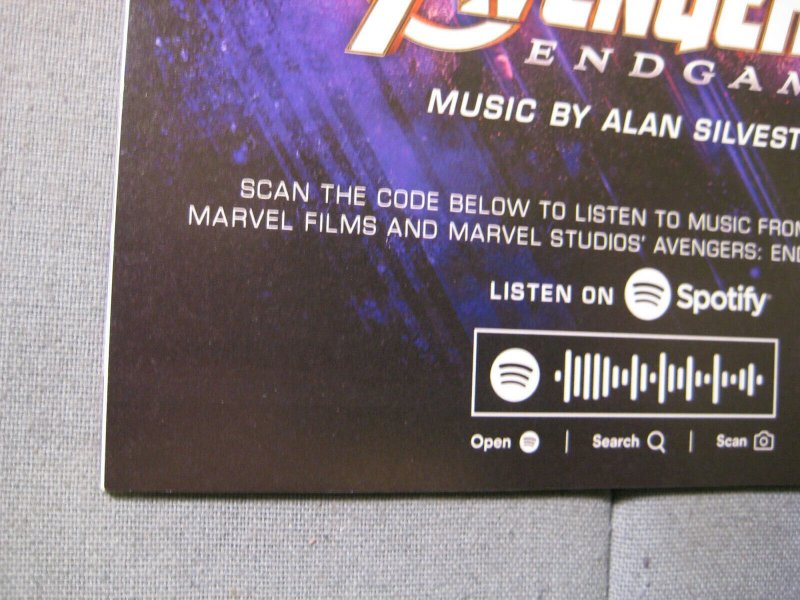 AVENGER
ENDGAM
MUSIC BY ALAN SILVEST
SCAN THE CODE BELOW TO LISTEN TO MUSIC FROM
MARVEL FILMS AND MARVEL STUDIOS' AVENGERS: END
LISTEN ON Spotify
Open | Search | Scan